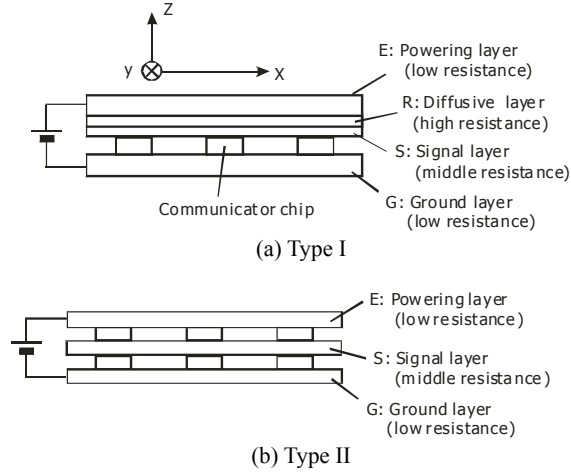 Z
y
X
E: Powering layer
(low resistance)
R: Diffusive layer
(high resistance)
S: Signal layer
(middle resistance)
G: Ground layer
(low resistance)
Communicator chip
(a) Type I
E: Powering layer
(low resistance)
S: Signal layer
(middle resistance)
G: Ground layer
(low resistance)
(b) Type II